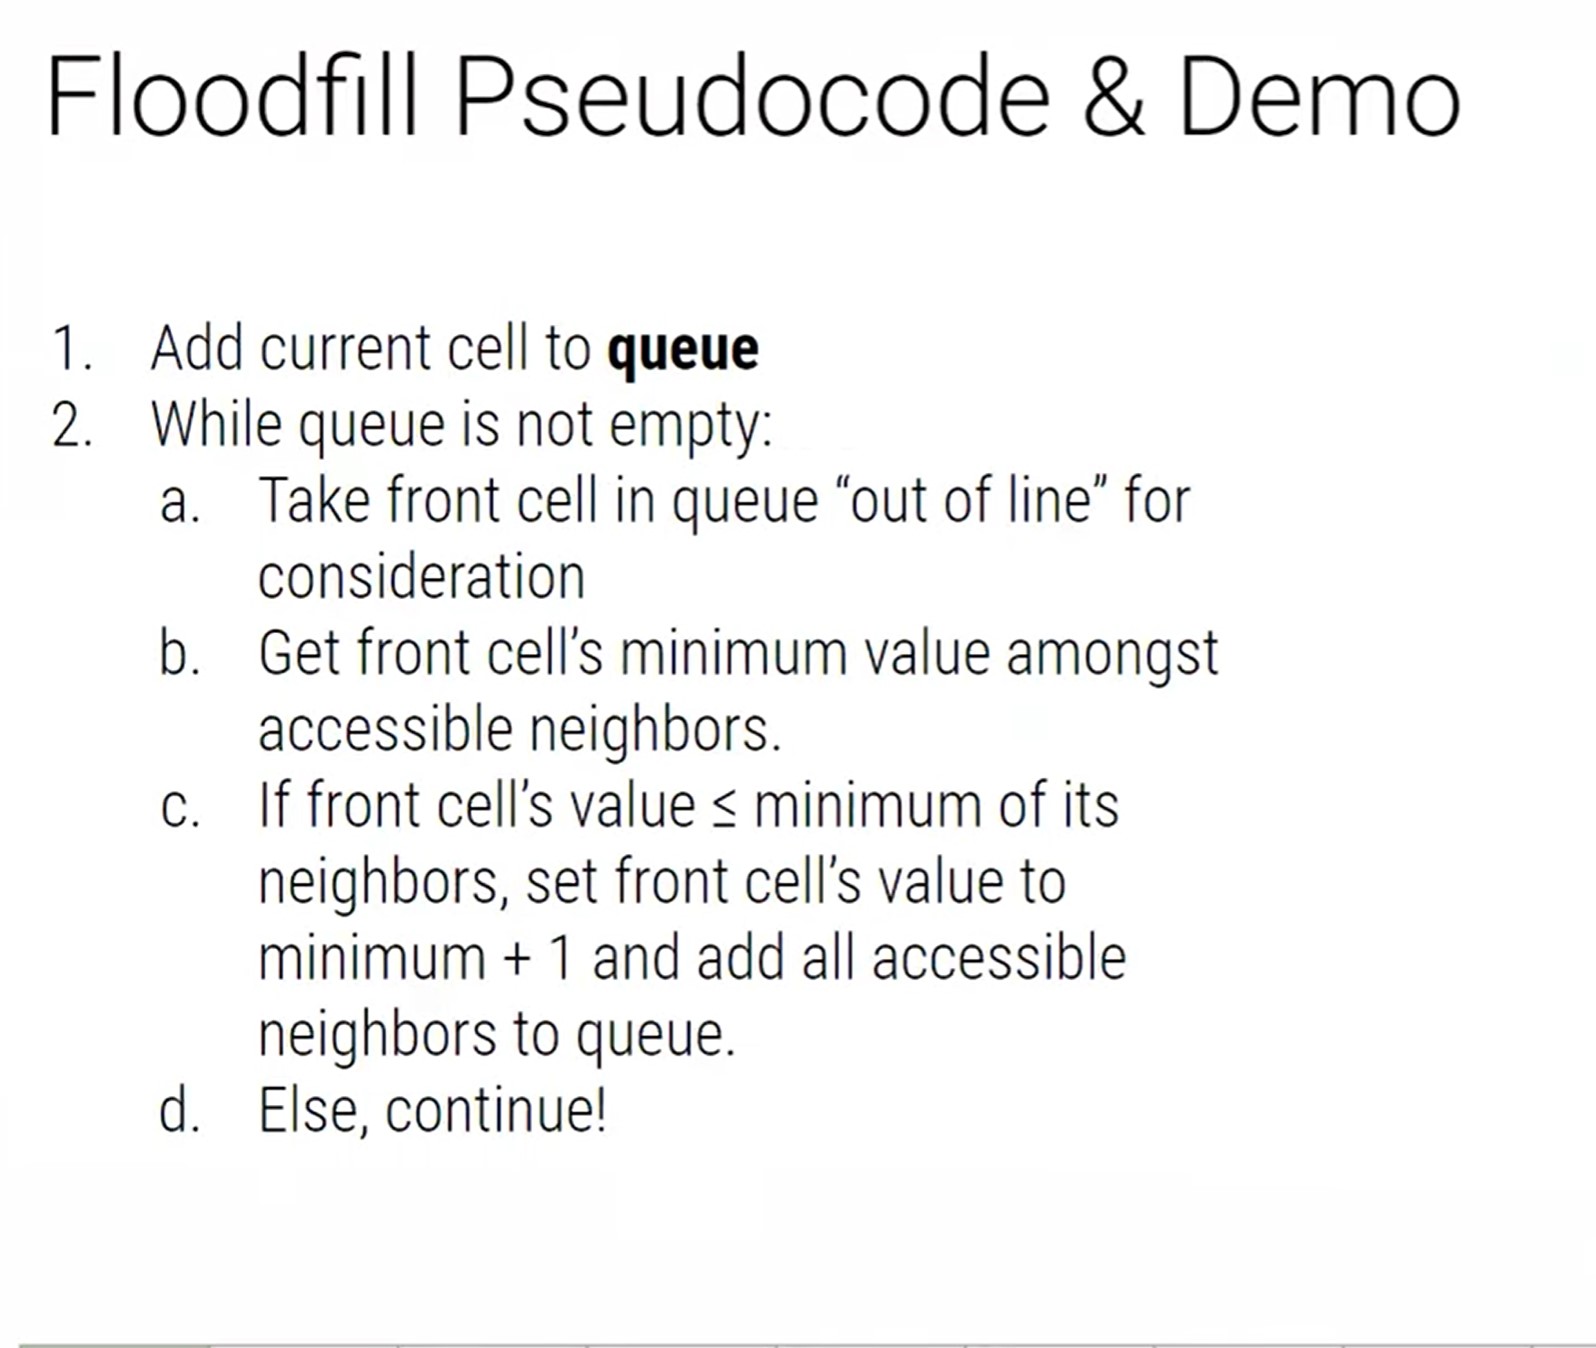 Floodfill Pseudocode & Demo
1. Add current cell to queue
2. While queue is not empty:
a. Take front cell in queue “out of line” for
consideration
b. Get front cell’s minimum value amongst
accessible neighbors.
c. If front cell’s value ≤ minimum of its
neighbors, set front cell’s value to
minimum + 1 and add all accessible
neighbors to queue.
d. Else, continue!